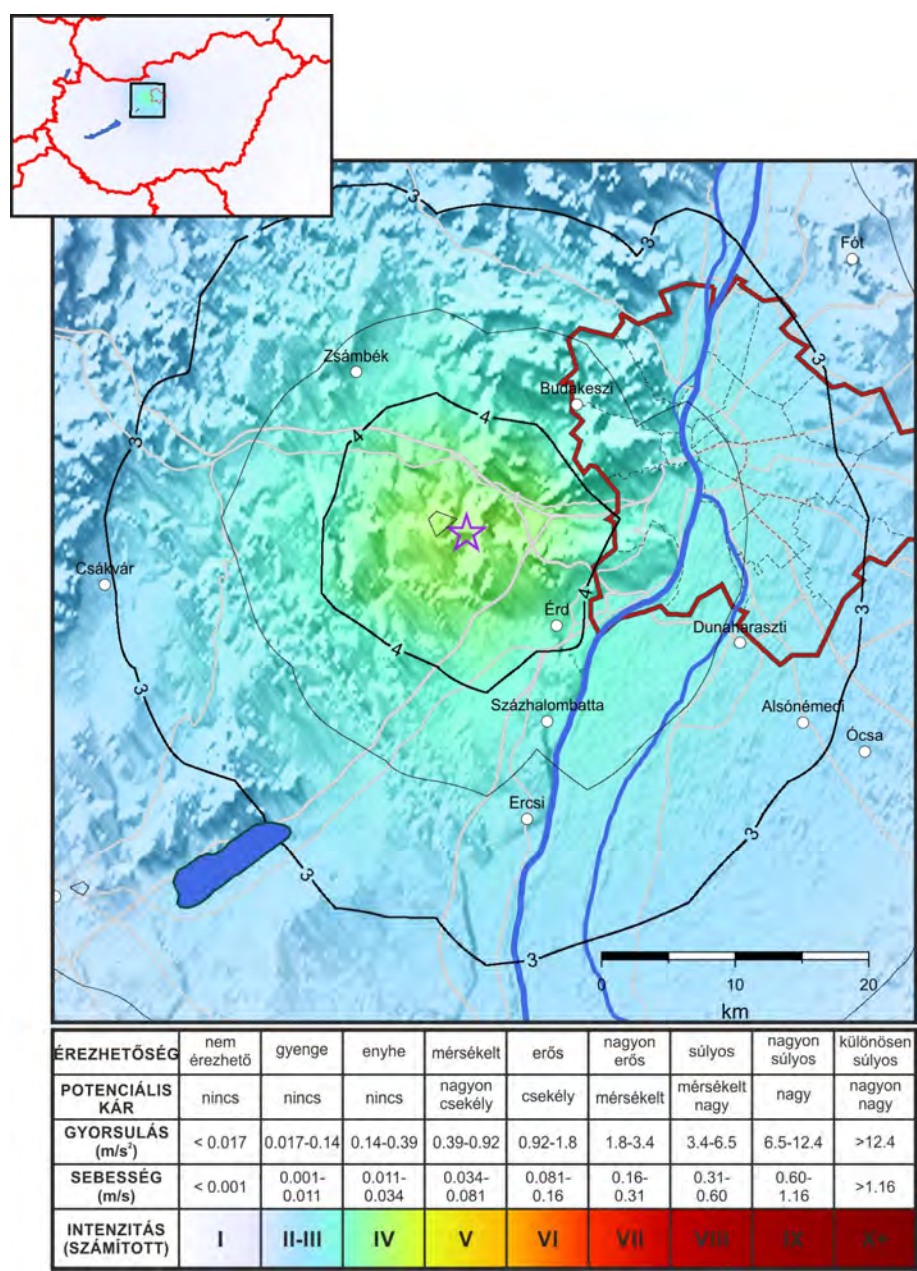 3
3
Fót
Zsámbék
3
Budakeszi
4
4
3
Csákvár
4
3
Érd
Dunaharaszti
4
3
Százhalombatta
Alsónémedi
Ócsa
Ercsi
3
3
3
0 10 20
km
ÉREZHETŐSÉG nem érezhető gyenge enyhe mérsékelt erős nagyon erős súlyos nagyon súlyos különösen súlyos
POTENCIÁLIS KÁR nincs nincs nincs nagyon csekély csekély mérsékelt mérsékelt nagy nagy nagyon nagy
GYORSULÁS (m/s²) < 0.017 0.017-0.14 0.14-0.39 0.39-0.92 0.92-1.8 1.8-3.4 3.4-6.5 6.5-12.4 >12.4
SEBESSÉG (m/s) < 0.001 0.001-0.011 0.011-0.034 0.034-0.081 0.081-0.16 0.16-0.31 0.31-0.60 0.60-1.16 >1.16
INTENZITÁS (SZÁMÍTOTT) I II-III IV V VI VII VIII IX X+